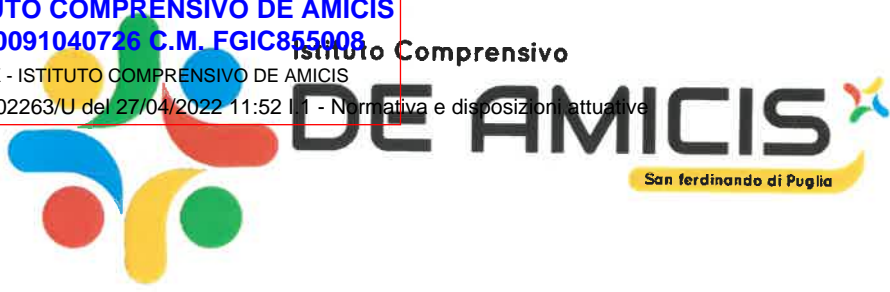 UTO COMPRENSIVO DE AMICIS
0091040726 C.M. FGIC855008
- ISTITUTO COMPRENSIVO DE AMICIS
02263/U del 27/04/2022 11:52 I.1 - Normativa e disposizioni attuative
Istituto Comprensivo
DE AMICIS
San ferdinando di Puglia